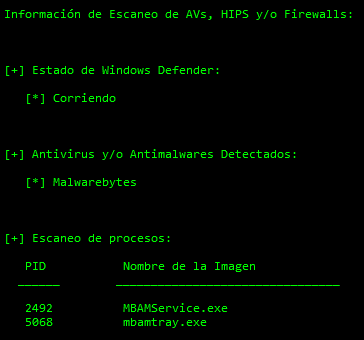 Información de Escaneo de AVs, HIPS y/o Firewalls:
[+] Estado de Windows Defender:
[*] Corriendo
[+] Antivirus y/o Antimalwares Detectados:
[*] Malwarebytes
[+] Escaneo de procesos:
PID Nombre de la Imagen
2492 MBAMService.exe
5068 mbamtray.exe